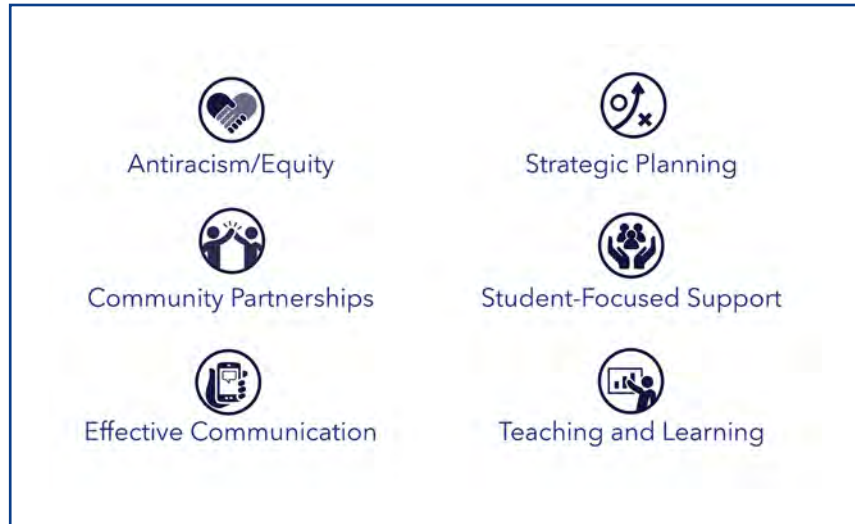 Antiracism/Equity
Strategic Planning
Community Partnerships
Student-Focused Support
Effective Communication
Teaching and Learning